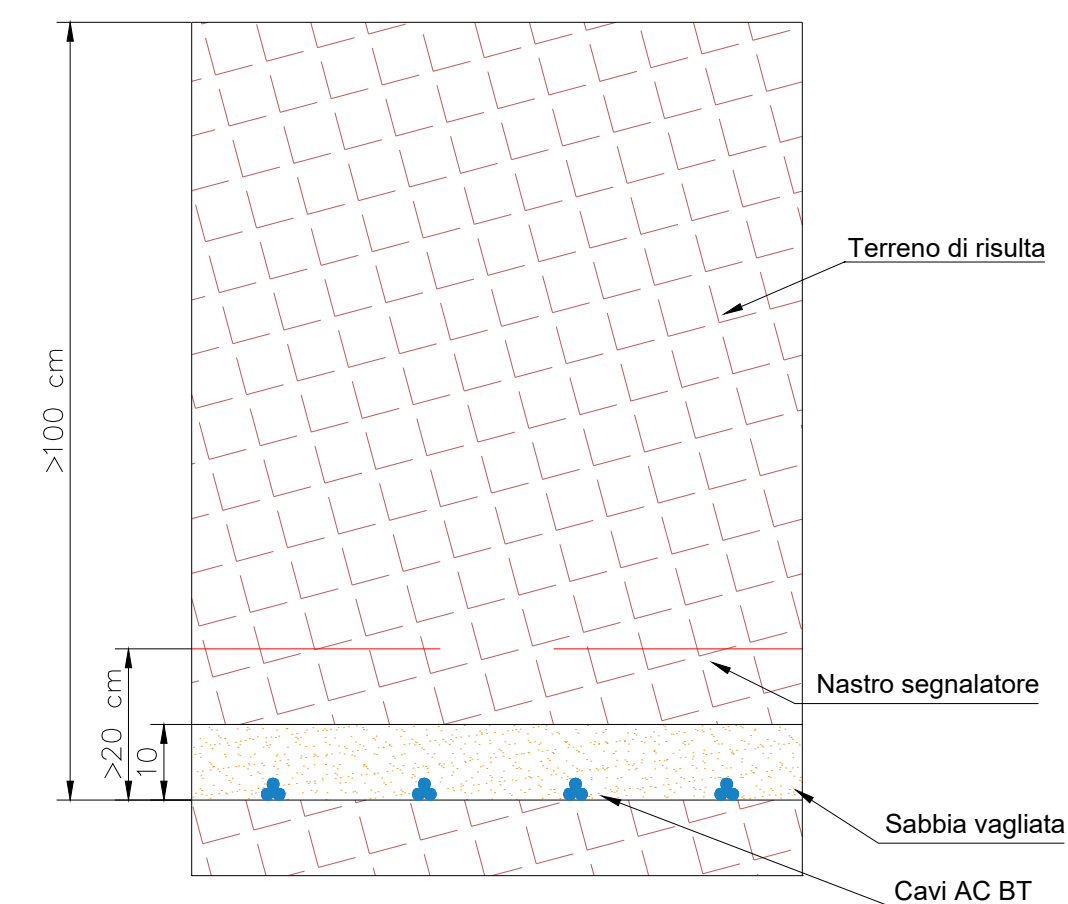 Terreno di risulta
>100 cm
Nastro segnalatore
>20 cm
10
Sabbia vagliata
Cavi AC BT